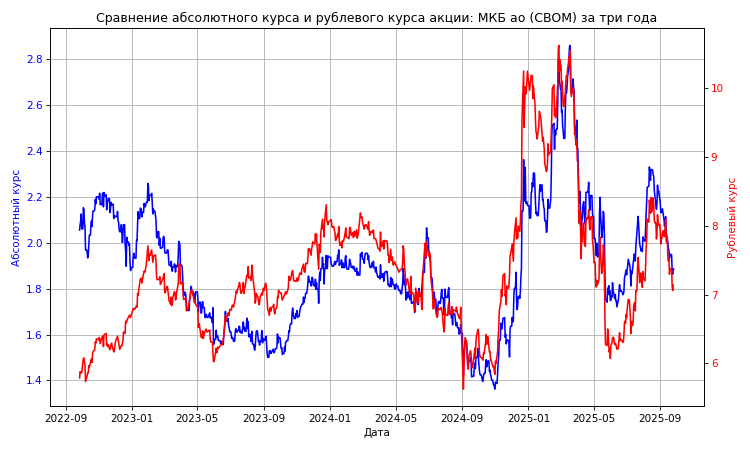 Сравнение абсолютного курса и рублевого курса акции: МКБ ао (CBOM) за три года
Абсолютный курс
2.8
2.6
2.4
2.2
2.0
1.8
1.6
1.4
10
9
8
7
6
Рублевый курс
2022-09 2023-01 2023-05 2023-09 2024-01 2024-05 2024-09 2025-01 2025-05 2025-09
Дата